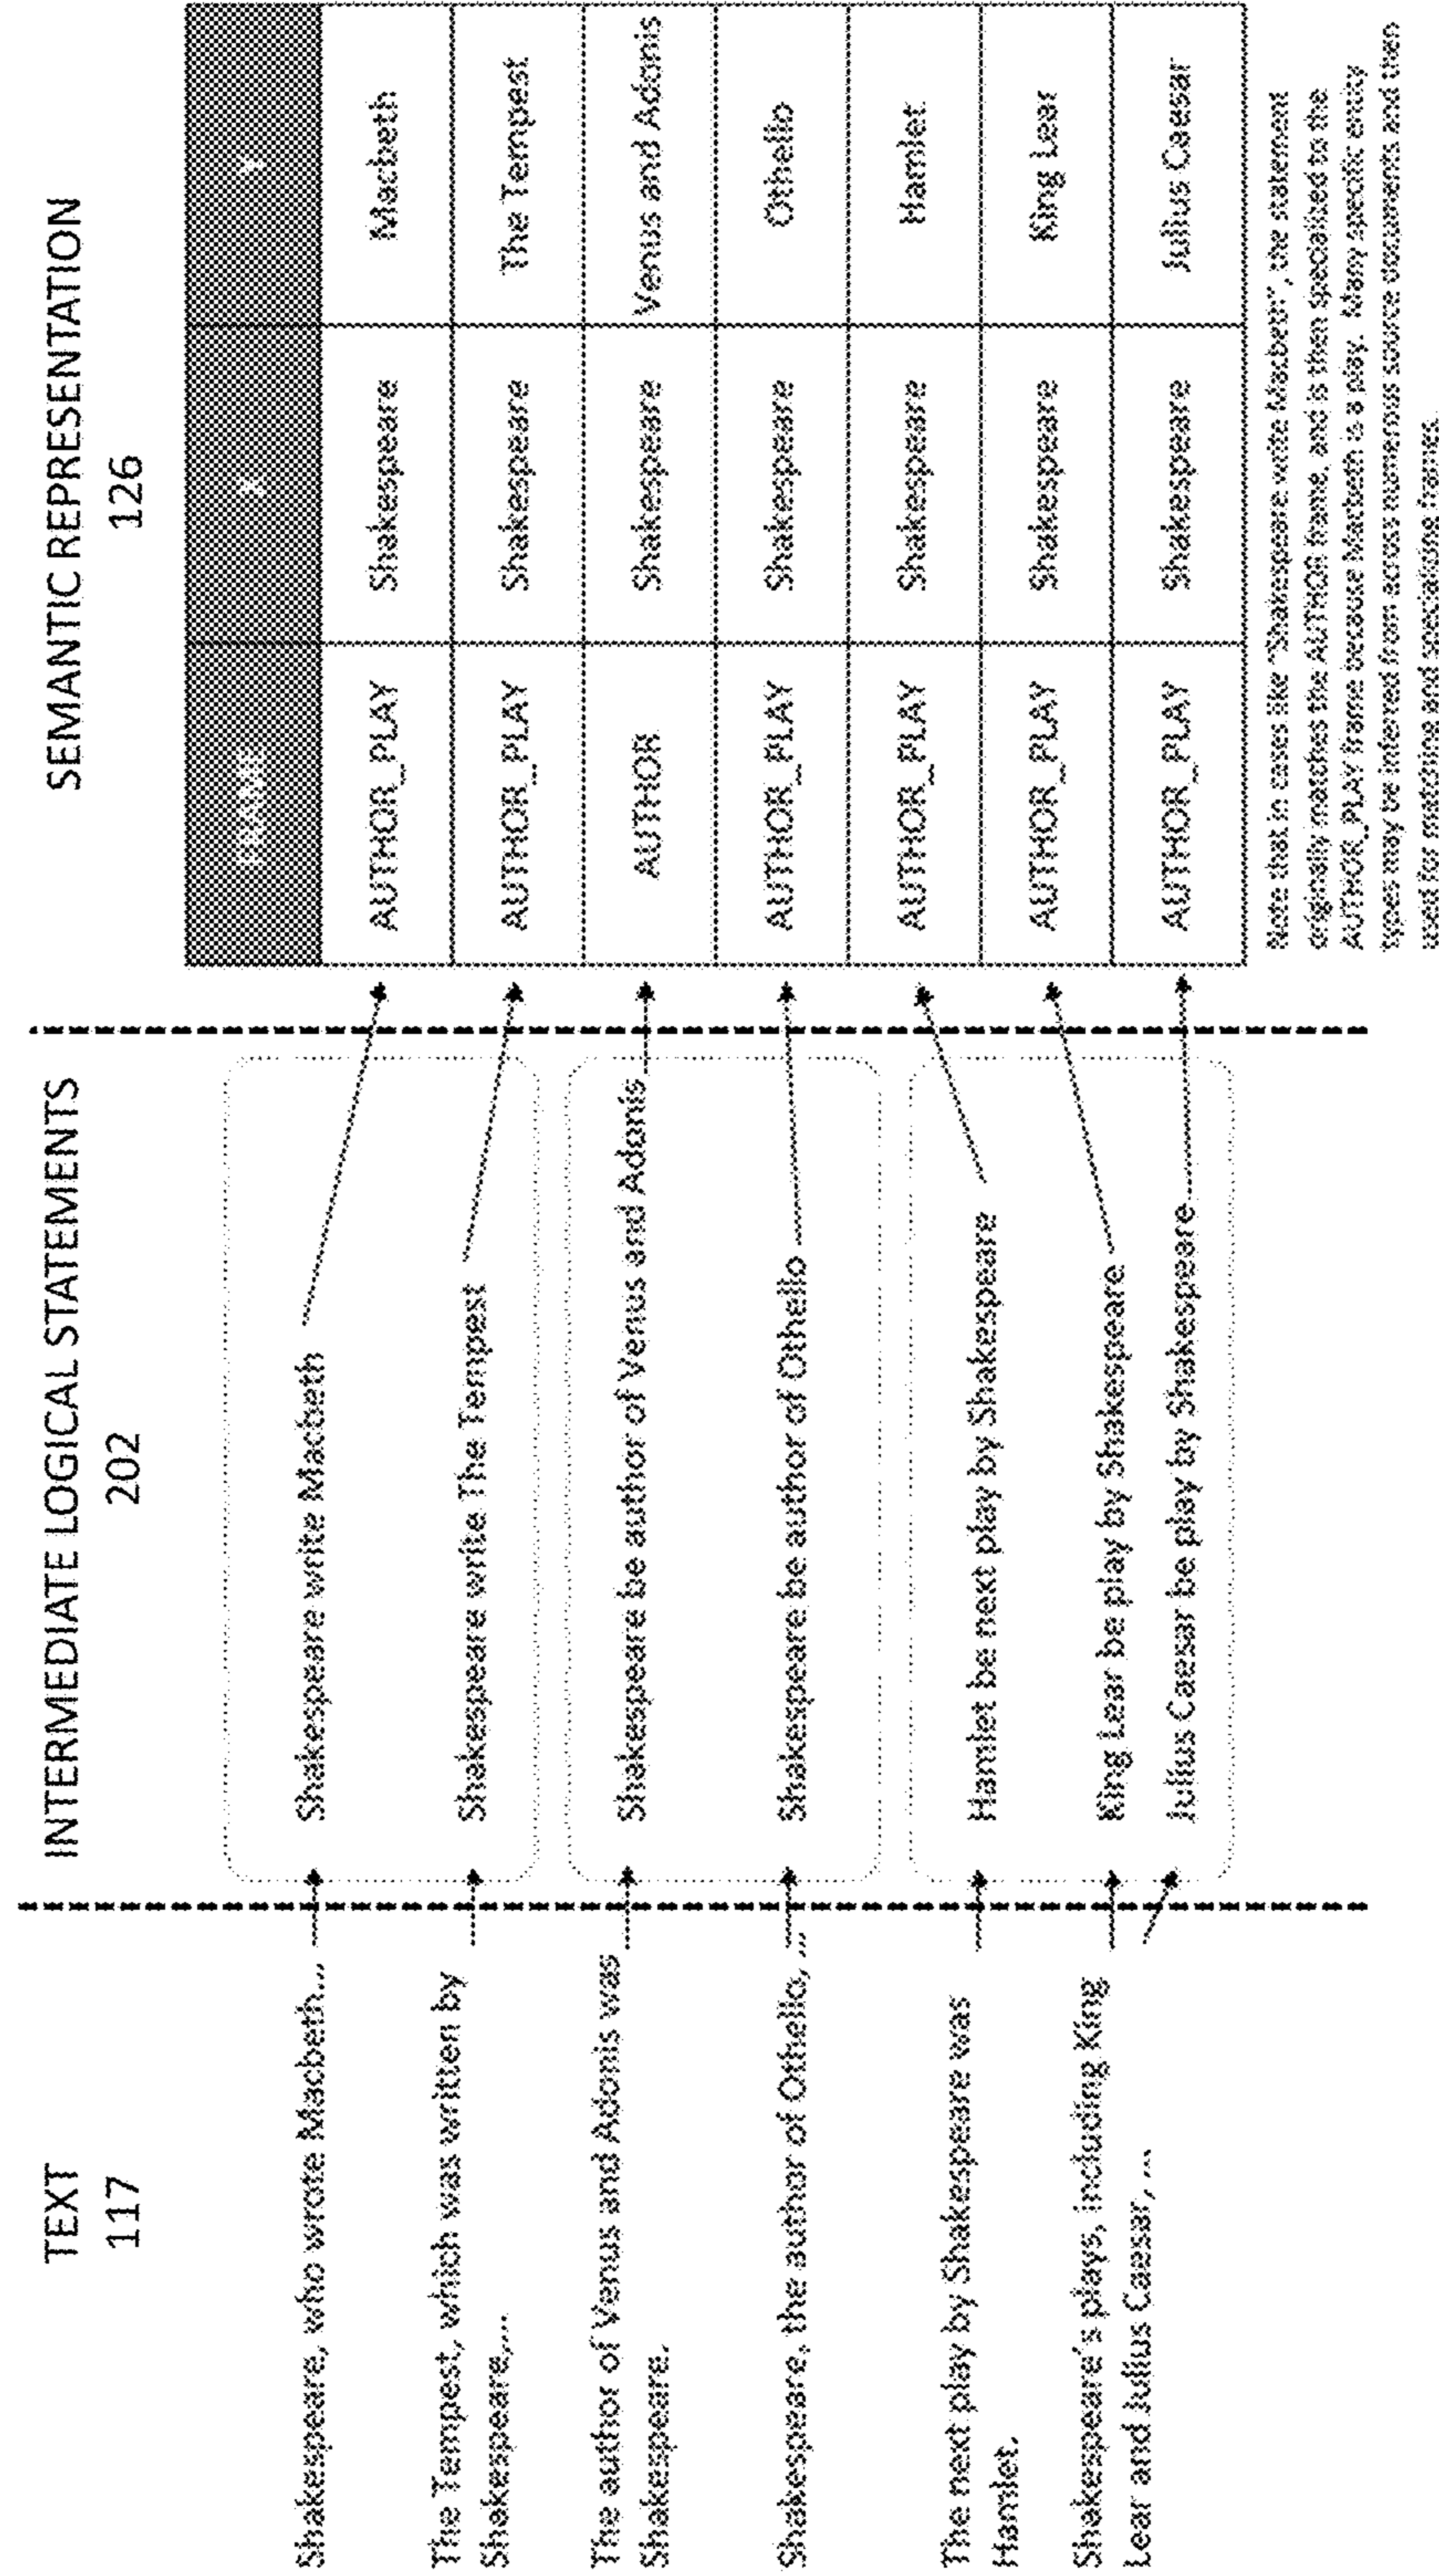 TEXT
117
Shakespeare, who wrote Macbeth...
The Tempest, which was written by
Shakespeare,...
The author of Venus and Adonis was
Shakespeare.
Shakespeare, the author of Othello, ...
The next play by Shakespeare was
Hamlet.
Shakespeare's plays, including King
Lear and Julius Caesar, ...
INTERMEDIATE LOGICAL STATEMENTS
202
Shakespeare write Macbeth
Shakespeare write The Tempest
Shakespeare be author of Venus and Adonis
Shakespeare be author of Othello
Hamlet be next play by Shakespeare
King Lear be play by Shakespeare
Julius Caesar be play by Shakespeare
SEMANTIC REPRESENTATION
126
FRAME
AUTHOR_PLAY Shakespeare Macbeth
AUTHOR_PLAY Shakespeare The Tempest
AUTHOR Shakespeare Venus and Adonis
AUTHOR_PLAY Shakespeare Othello
AUTHOR_PLAY Shakespeare Hamlet
AUTHOR_PLAY Shakespeare King Lear
AUTHOR_PLAY Shakespeare Julius Caesar
Note that in cases like "Shakespeare write Macbeth", the statement
originally matches the AUTHOR frame, and is then specialized to the
AUTHOR_PLAY frame because Macbeth is a play. Many specific entity
types may be inferred from across numerous source documents and then
used for matching and specializing frames.